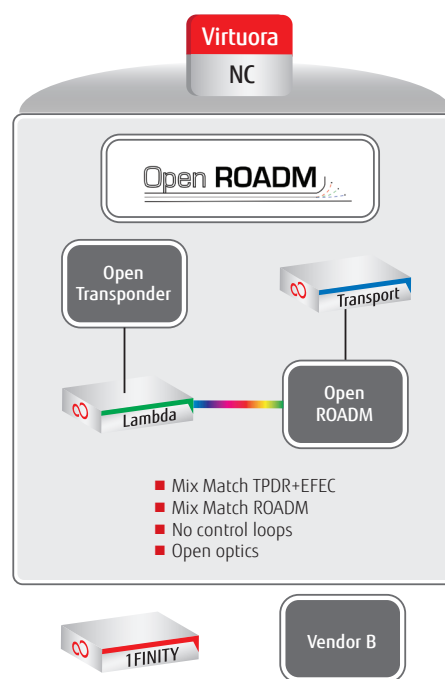 Virtuora
NC
Open ROADM
Open
Transponder
Transport
Lambda
Open
ROADM
Mix Match TPDR+EFEC
Mix Match ROADM
No control loops
Open optics
1FINITY
Vendor B